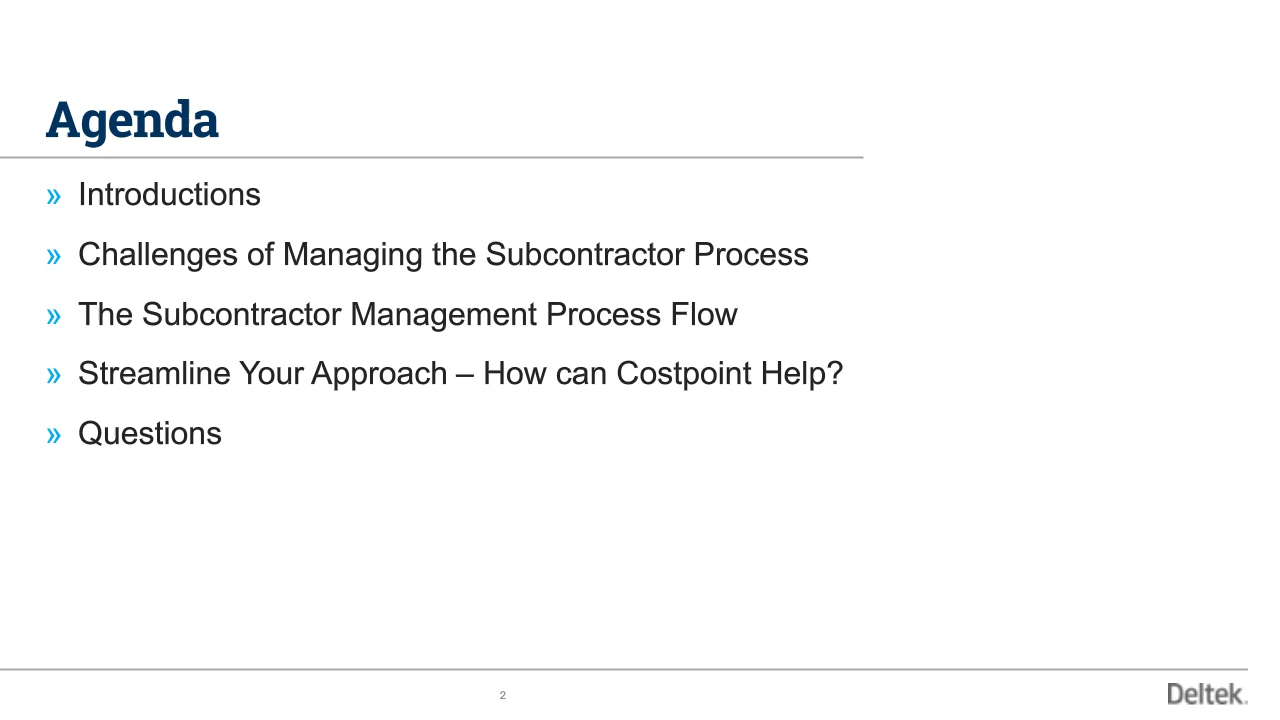 Agenda
» Introductions
» Challenges of Managing the Subcontractor Process
» The Subcontractor Management Process Flow
» Streamline Your Approach – How can Costpoint Help?
» Questions
2
Deltek.